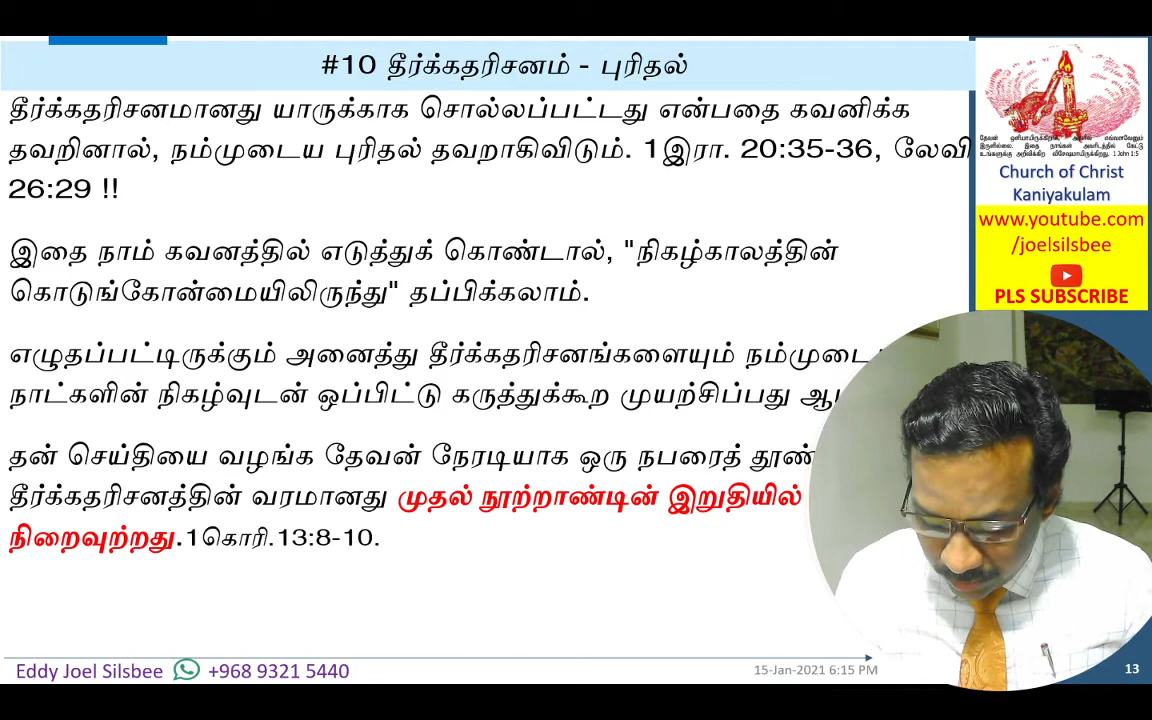 #10 தீர்க்கதரிசனம் - புரிதல்
தீர்க்கதரிசனமானது யாருக்காக சொல்லப்பட்டது என்பதை கவனிக்க
தவறினால், நம்முடைய புரிதல் தவறாகிவிடும். 1இரா. 20:35-36, லேவி
26:29 !!
இதை நாம் கவனத்தில் எடுத்துக் கொண்டால், "நிகழ்காலத்தின்
கொடுங்கோன்மையிலிருந்து" தப்பிக்கலாம்.
எழுதப்பட்டிருக்கும் அனைத்து தீர்க்கதரிசனங்களையும்
நாட்களின் நிகழ்வுடன் ஒப்பிட்டு கருத்துக்கூற முயற்சிப்பது
தன் செய்தியை வழங்க தேவன் நேரடியாக ஒரு நபரைத்
தீர்க்கதரிசனத்தின் வரமானது முதல் நூற்றாண்டின் இறுதியில்
நிறைவுற்றது.1கொரி.13:8-10.
1 John 1:5
Church of Christ
Kaniyakulam
www.youtube.com
/joelsilsbee
PLS SUBSCRIBE
Eddy Joel Silsbee +968 9321 5440
15-Jan-2021 6:15 PM
13